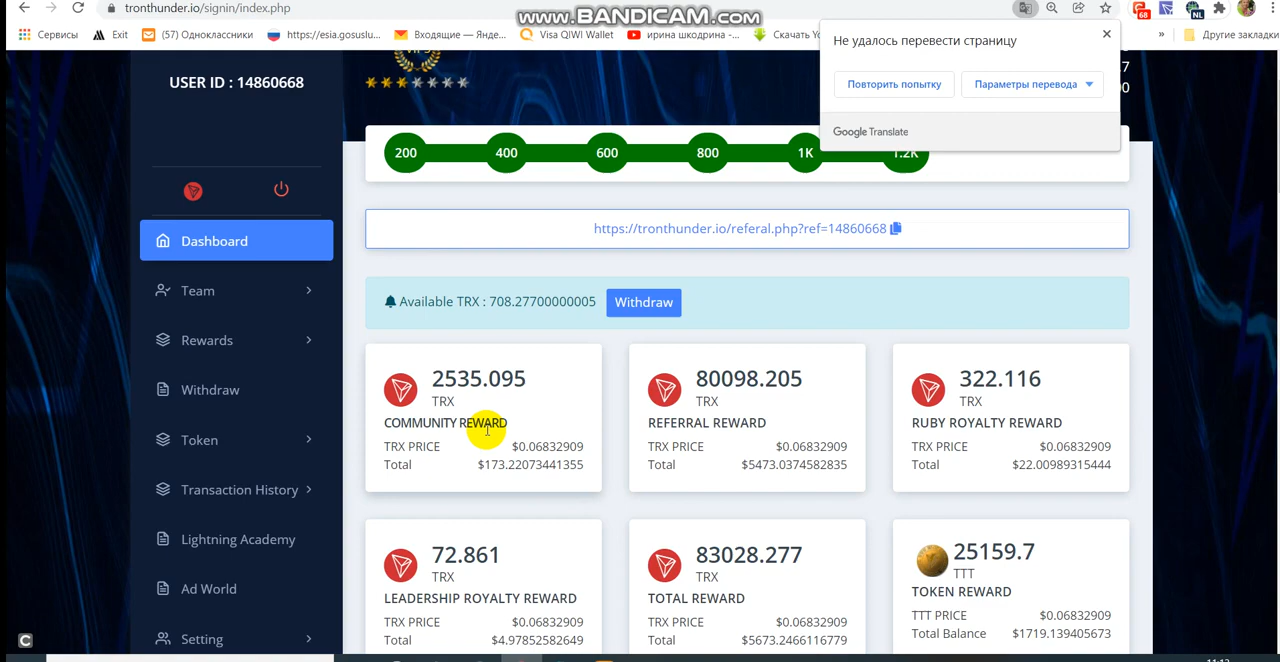 tronthunder.io/signin/index.php
www.BANDICAM.com
68
NL
Сервисы
Exit
(57) Одноклассники
https://esia.gosuslu...
Входящие — Янде...
Visa QIWI Wallet
ирина шкодрина-...
Другие закладки
Не удалось перевести страницу
Повторить попытку
Параметры перевода
Google Translate
USER ID : 14860668
200
400
600
800
1K
1.2K
Dashboard
Team
Rewards
Withdraw
Token
Transaction History
Lightning Academy
Ad World
Setting
https://tronthunder.io/referal.php?ref=14860668
Available TRX : 708.27700000005
Withdraw
2535.095
TRX
COMMUNITY REWARD
TRX PRICE $0.06832909
Total $173.22073441355
80098.205
TRX
REFERRAL REWARD
TRX PRICE $0.06832909
Total $5473.0374582835
322.116
TRX
RUBY ROYALTY REWARD
TRX PRICE $0.06832909
Total $22.00989315444
72.861
TRX
LEADERSHIP ROYALTY REWARD
TRX PRICE $0.06832909
Total $4.97852582649
83028.277
TRX
TOTAL REWARD
TRX PRICE $0.06832909
Total $5673.2466116779
25159.7
TTT
TOKEN REWARD
TTT PRICE $0.06832909
Total Balance $1719.139405673